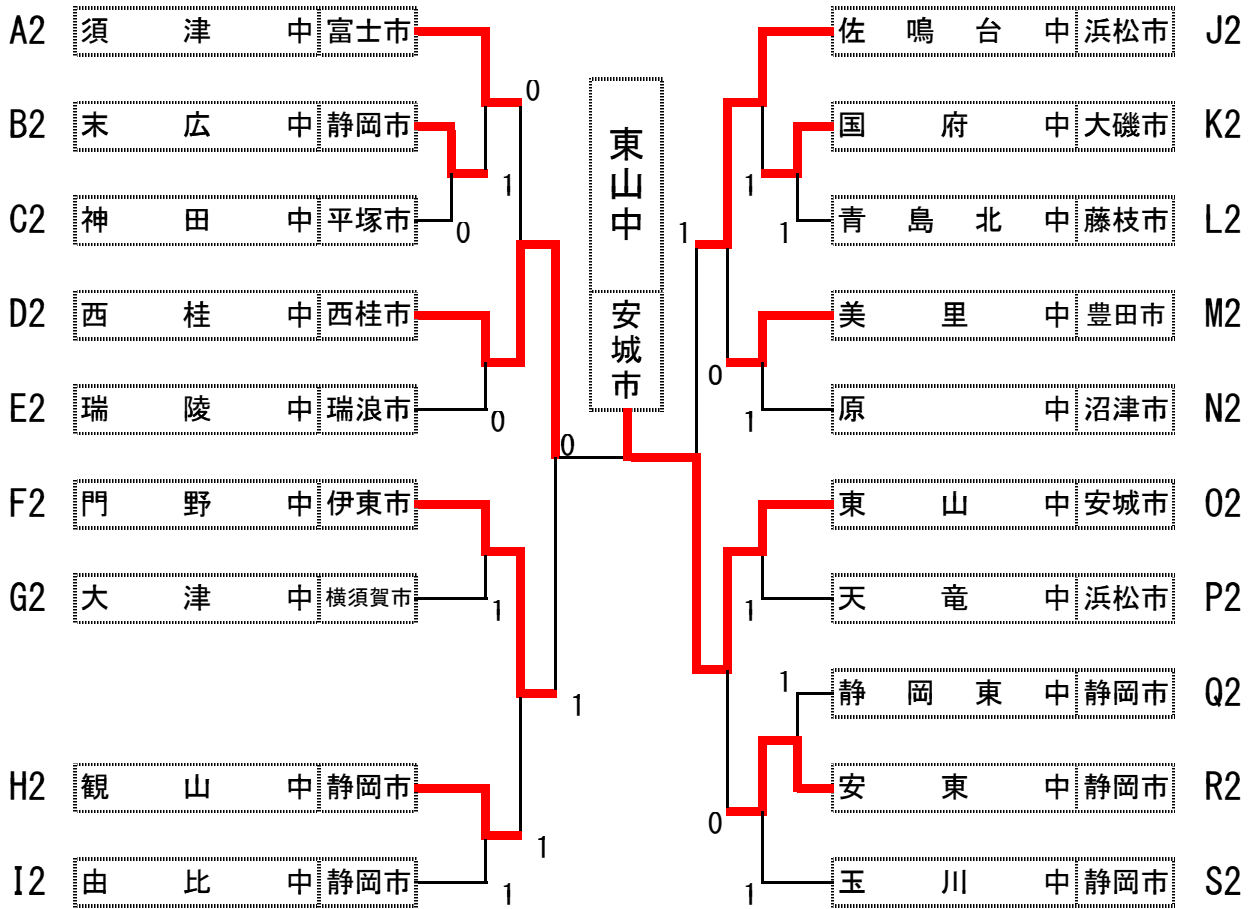 A2 須津中 富士市
B2 末広中 静岡市
C2 神田中 平塚市
D2 西桂中 西桂市
E2 瑞陵中 瑞浪市
F2 門野中 伊東市
G2 大津中 横須賀市
H2 観山中 静岡市
I2 由比中 静岡市
0
1
0
0
0
1
1
1
1
東山中
安城市
佐鳴台中 浜松市 J2
国府中 大磯市 K2
青島北中 藤枝市 L2
美里中 豊田市 M2
原中 沼津市 N2
東山中 安城市 O2
天竜中 浜松市 P2
静岡東中 静岡市 Q2
安東中 静岡市 R2
玉川中 静岡市 S2
1
1
1
0
1
1
1
0
1